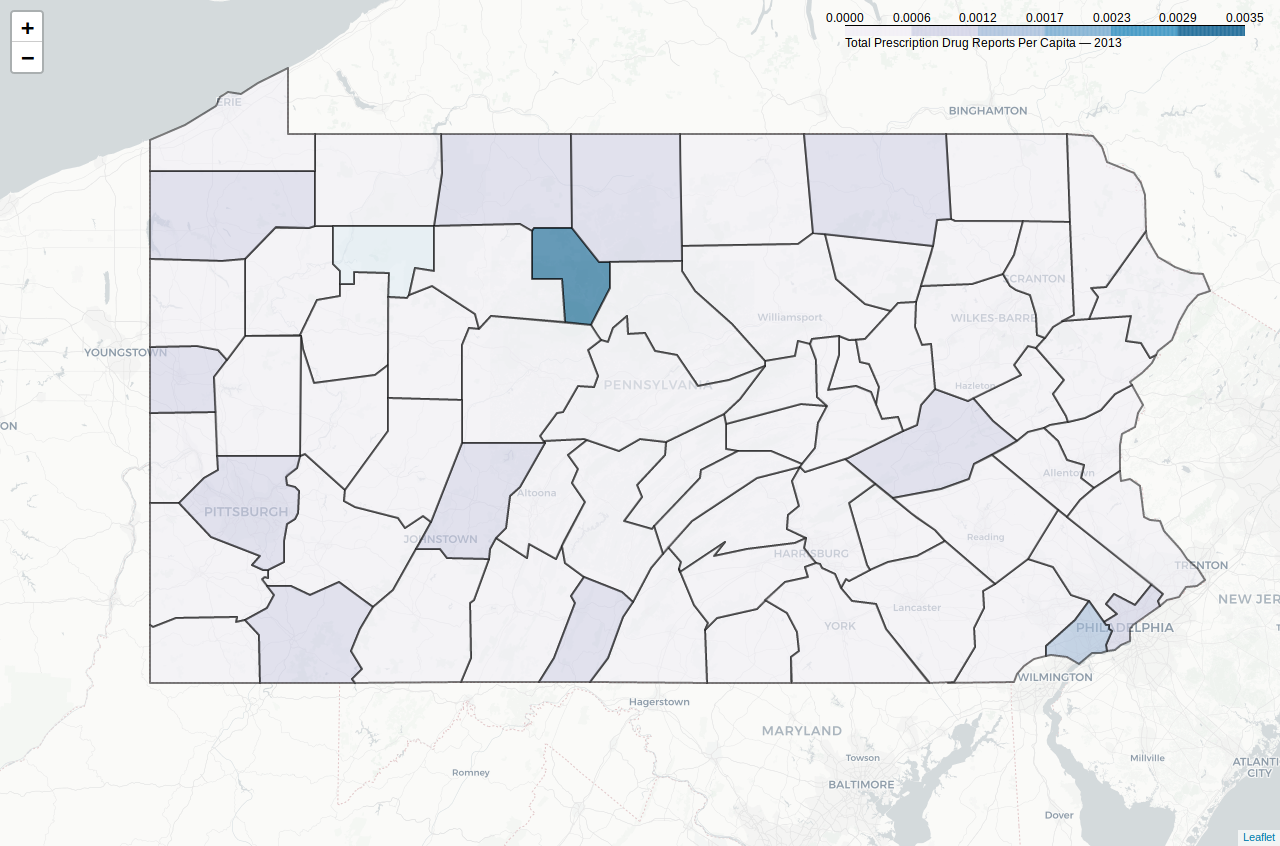 +
−
0.0000 0.0006 0.0012 0.0017 0.0023 0.0029 0.0035
Total Prescription Drug Reports Per Capita — 2013
ERIE
BINGHAMTON
SCRANTON
Williamsport
WILKES-BARRE
YOUNGSTOWN
PENNSYLVANIA
Hazleton
ON
Allentown
Altoona
PITTSBURGH
JOHNSTOWN
Reading
HARRISBURG
TRENTON
NEW JER
Lancaster
YORK
PHILADELPHIA
WILMINGTON
Hagerstown
MARYLAND
Towson
Millville
ATLANTI
CITY
Romney
BALTIMORE
Dover
Leaflet